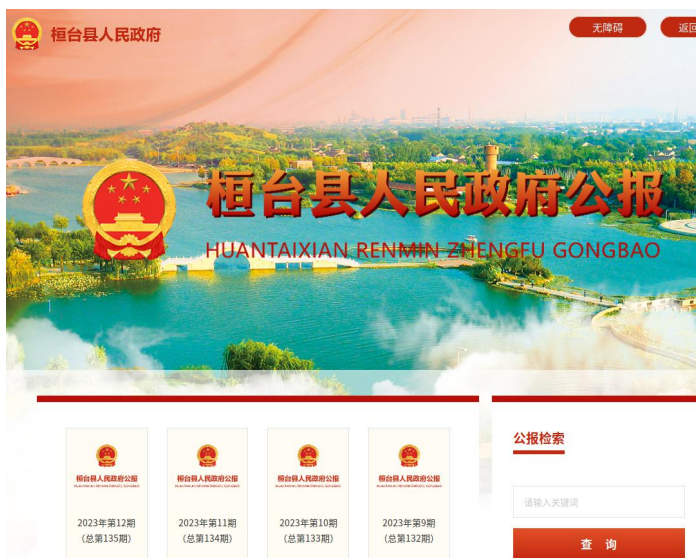 桓台县人民政府
无障碍
返回
桓台县人民政府公报
HUANTAIXIAN RENMIN ZHENGFU GONGBAO
公报检索
桓台县人民政府公报
桓台县人民政府公报
桓台县人民政府公报
桓台县人民政府公报
请输入关键词
2023年第12期
(总第135期)
2023年第11期
(总第134期)
2023年第10期
(总第133期)
2023年第9期
(总第132期)
查 询